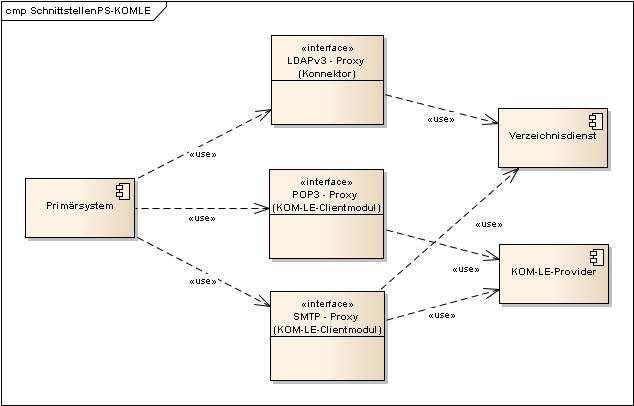 cmp SchnittstellenPS-KOMLE
«interface»
LDAPv3 - Proxy
(Konnektor)
«use»
Verzeichnisdienst
«use»
«interface»
POP3 - Proxy
(KOM-LE-Clientmodul)
Primärsystem
«use»
«use»
KOM-LE-Provider
«use»
«use»
«interface»
SMTP - Proxy
(KOM-LE-Clientmodul)
«use»